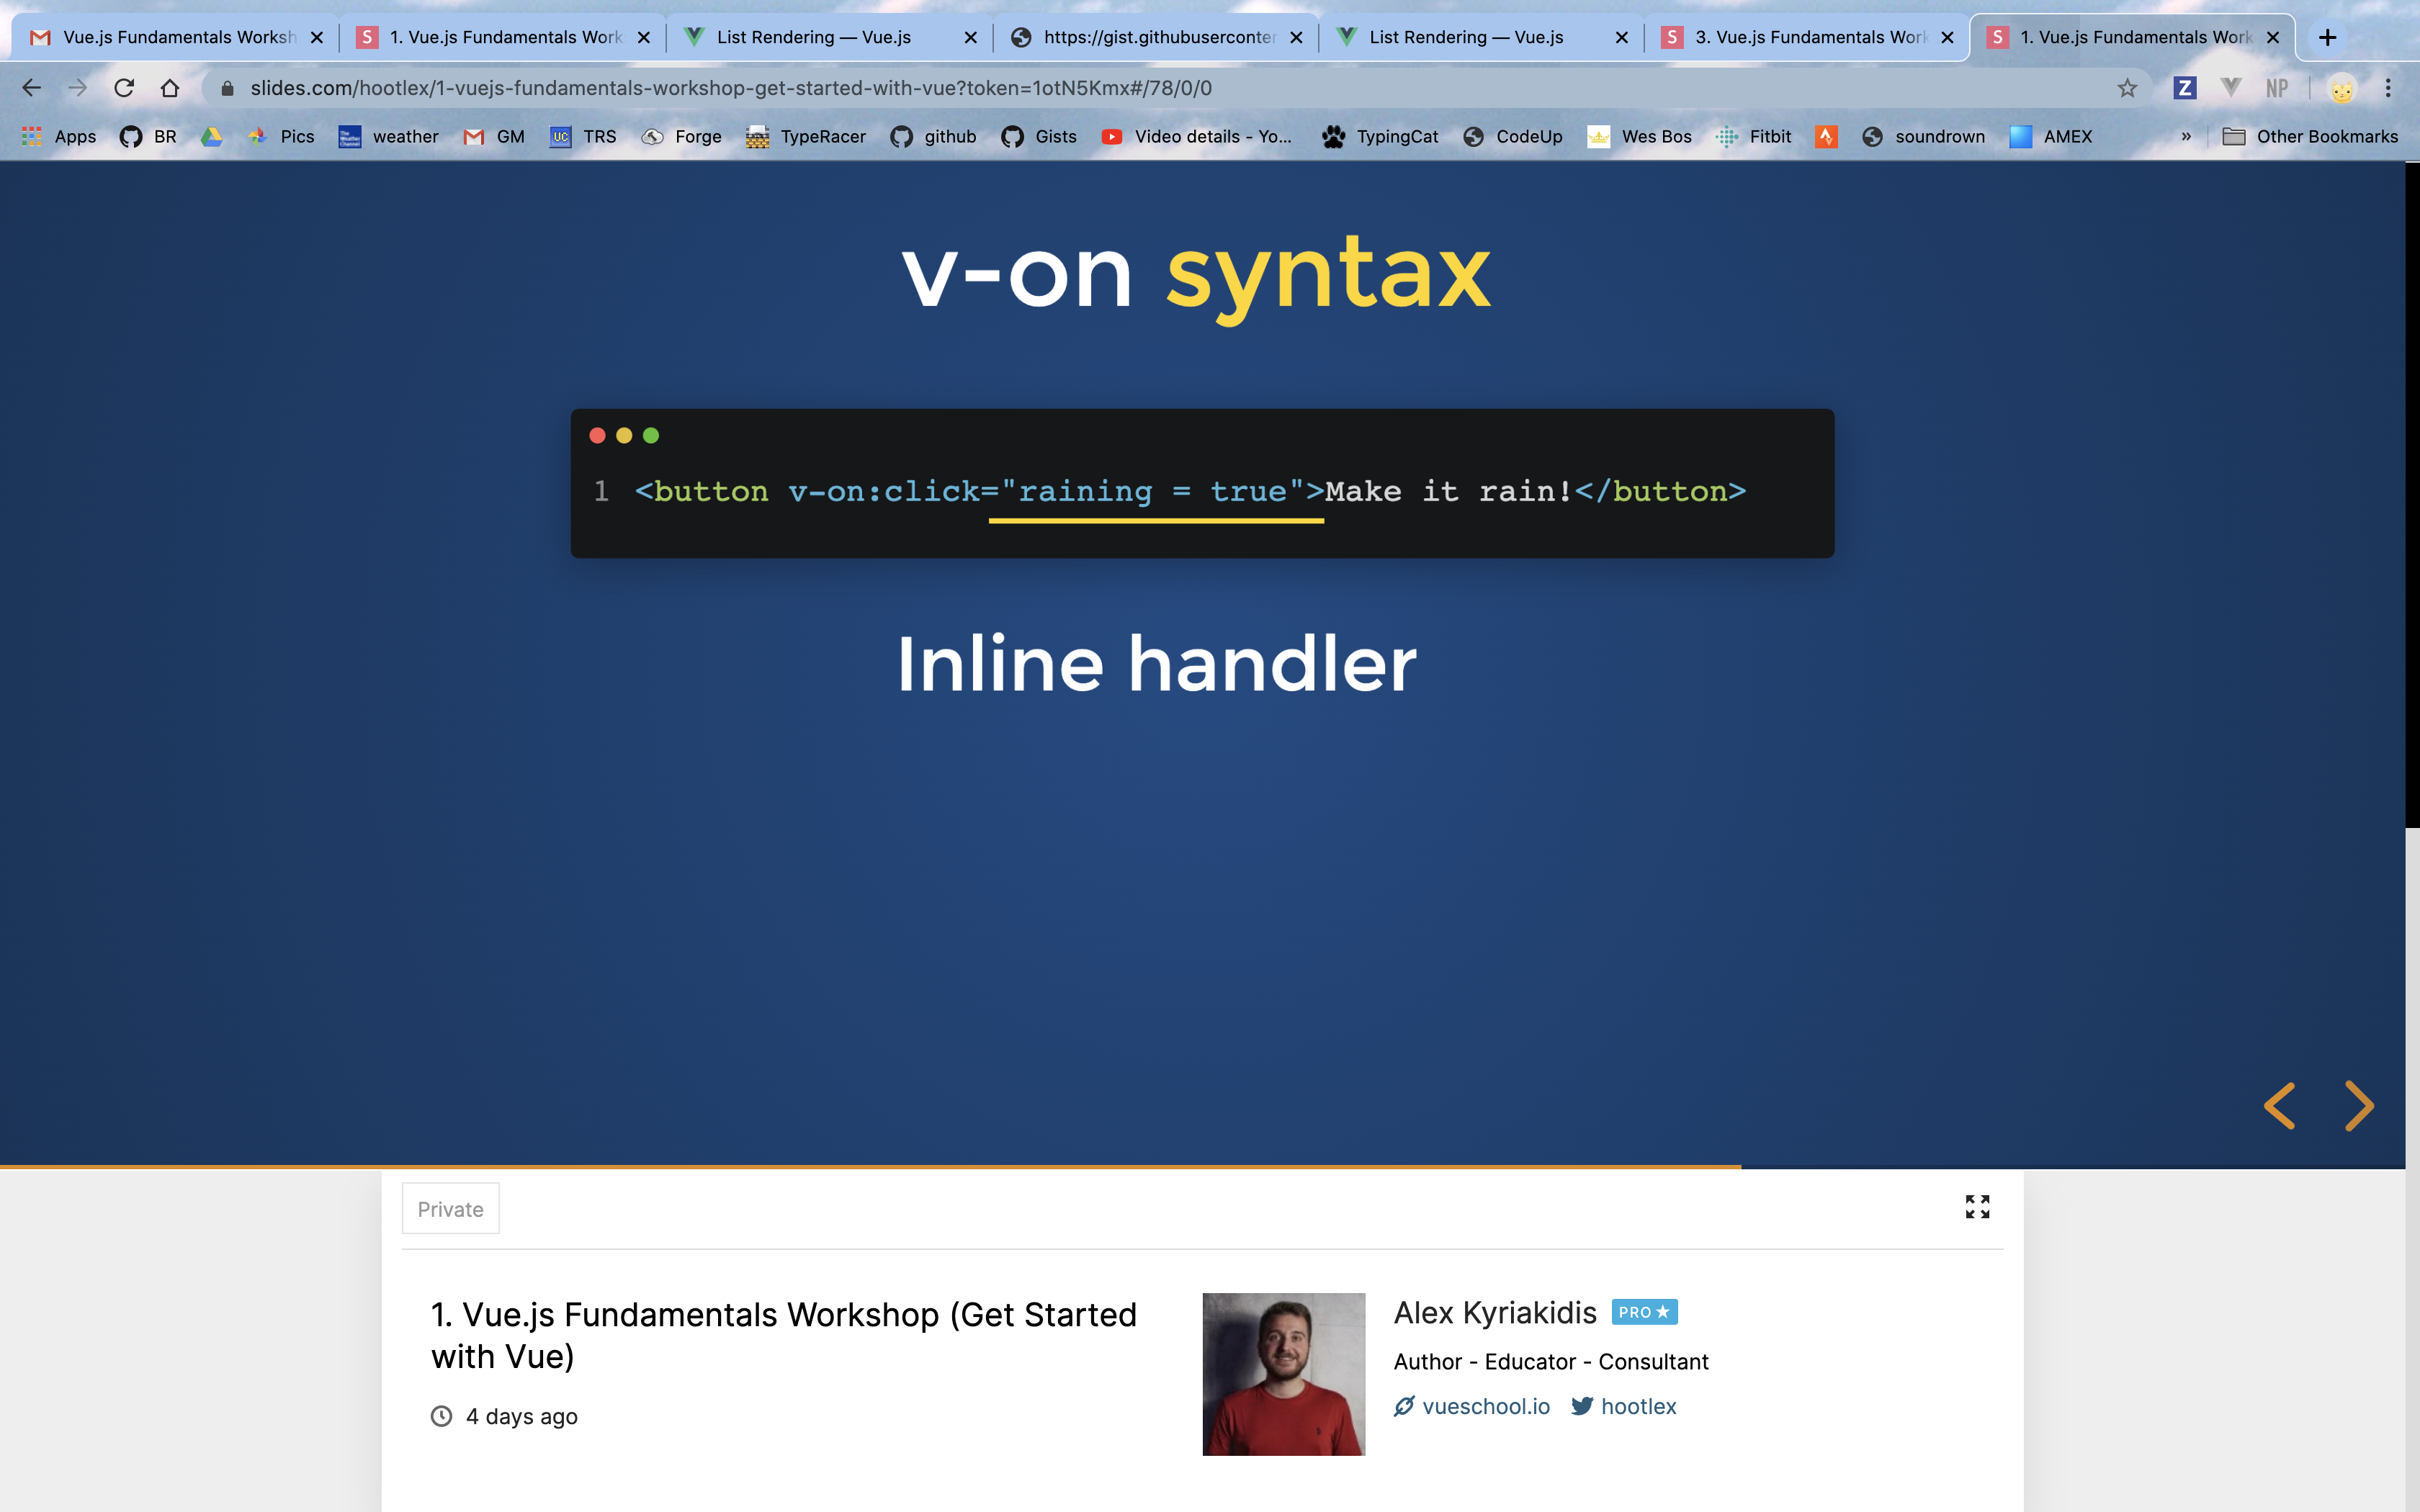 Vue.js Fundamentals Worksh
S 1. Vue.js Fundamentals Work
List Rendering — Vue.js
https://gist.githubuserconter
List Rendering — Vue.js
S 3. Vue.js Fundamentals Work
S 1. Vue.js Fundamentals Work
slides.com/hootlex/1-vuejs-fundamentals-workshop-get-started-with-vue?token=1otN5Kmx#/78/0/0
Z NP
Apps BR Pics weather GM UC TRS Forge TypeRacer github Gists Video details - Yo... TypingCat CodeUp Wes Bos Fitbit soundrown AMEX » Other Bookmarks
v-on syntax
1 <button v-on:click="raining = true">Make it rain!</button>
Inline handler
Private
1. Vue.js Fundamentals Workshop (Get Started
with Vue)
4 days ago
Alex Kyriakidis PRO★
Author - Educator - Consultant
vueschool.io hootlex